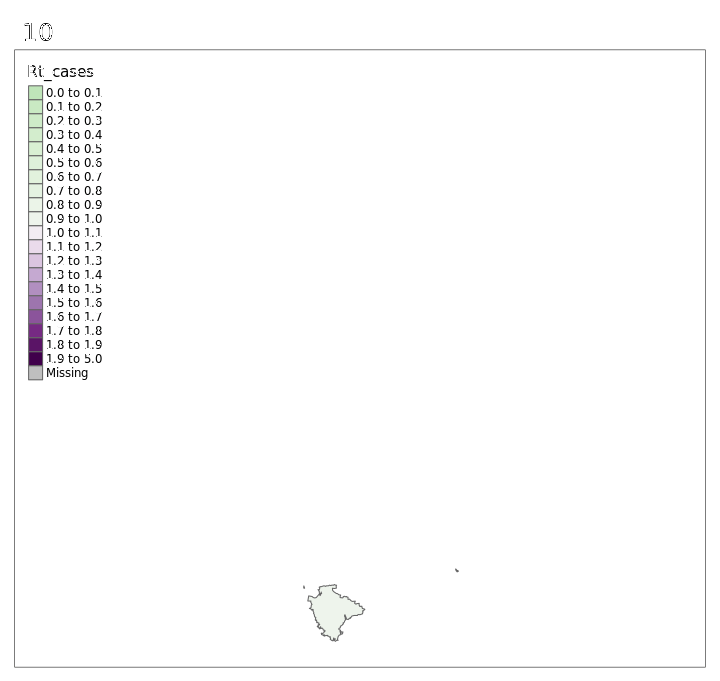 10
Rt_cases
0.0 to 0.1
0.1 to 0.2
0.2 to 0.3
0.3 to 0.4
0.4 to 0.5
0.5 to 0.6
0.6 to 0.7
0.7 to 0.8
0.8 to 0.9
0.9 to 1.0
1.0 to 1.1
1.1 to 1.2
1.2 to 1.3
1.3 to 1.4
1.4 to 1.5
1.5 to 1.6
1.6 to 1.7
1.7 to 1.8
1.8 to 1.9
1.9 to 5.0
Missing